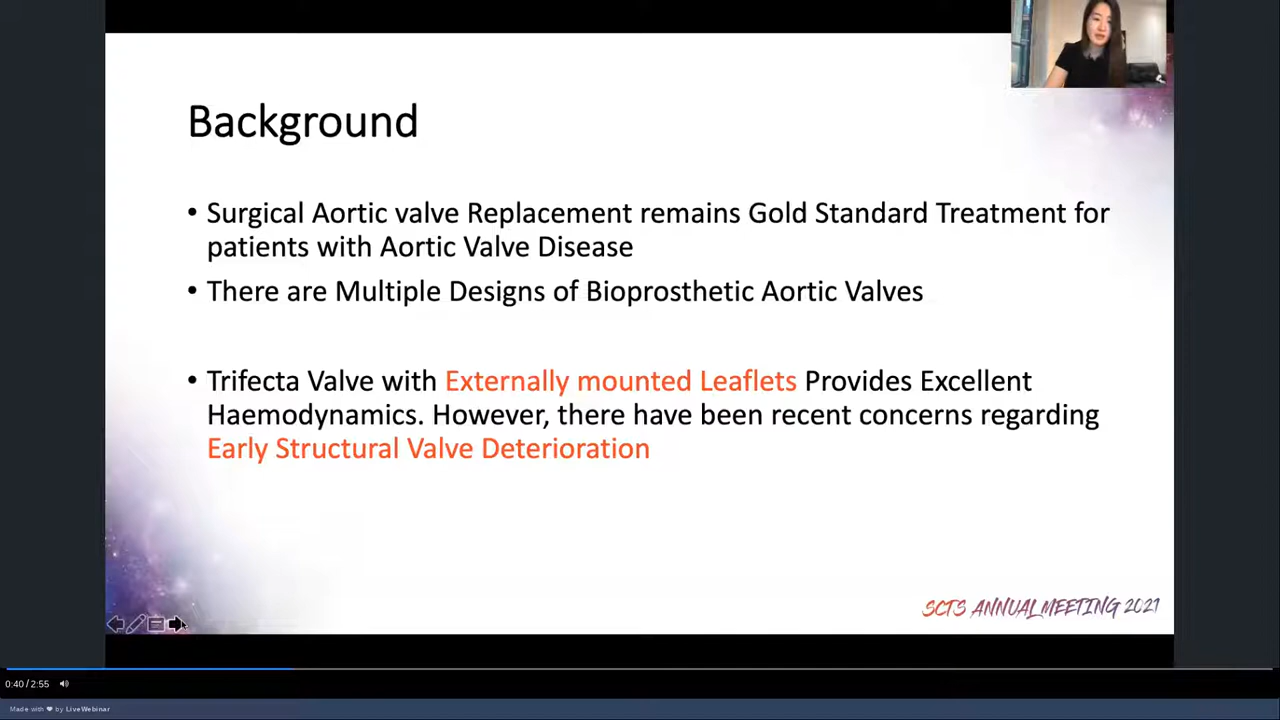 Background
• Surgical Aortic valve Replacement remains Gold Standard Treatment for
patients with Aortic Valve Disease
• There are Multiple Designs of Bioprosthetic Aortic Valves
• Trifecta Valve with Externally mounted Leaflets Provides Excellent
Haemodynamics. However, there have been recent concerns regarding
Early Structural Valve Deterioration
SCTS ANNUAL MEETING 2021
0:40 / 2:55
Made with ❤ by LiveWebinar